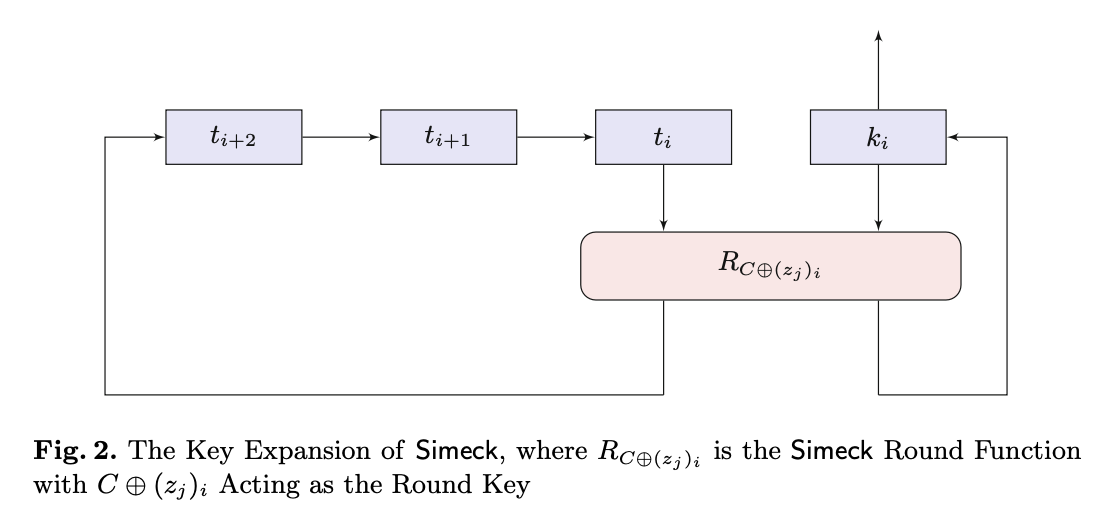 t_{i+2} t_{i+1} t_i k_i
R_{C⊕(z_j)_i}
Fig. 2. The Key Expansion of Simeck, where R_{C⊕(z_j)_i} is the Simeck Round Function
with C ⊕ (z_j)_i Acting as the Round Key